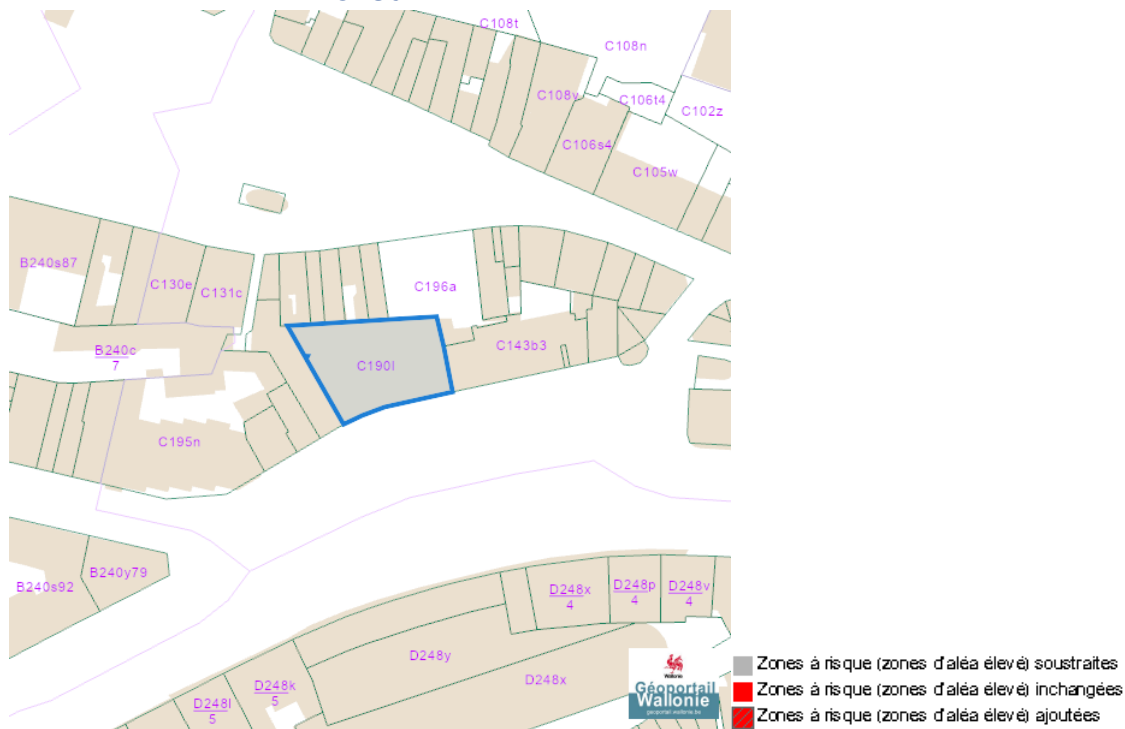 C108t
C108n
C108v
C106t4
C102z
C106s4
C105w
B240s87
C130e
C131c
C196a
B240c
7
C143b3
C190l
C195n
B240s92
B240y79
D248x
4
D248p
4
D248v
4
D248y
D248x
D248k
5
D248l
5
Wallonie
Géoportail
Wallonie
geoportail.wallonie.be
Zones à risque (zones d'aléa élevé) soustraites
Zones à risque (zones d'aléa élevé) inchangées
Zones à risque (zones d'aléa élevé) ajoutées